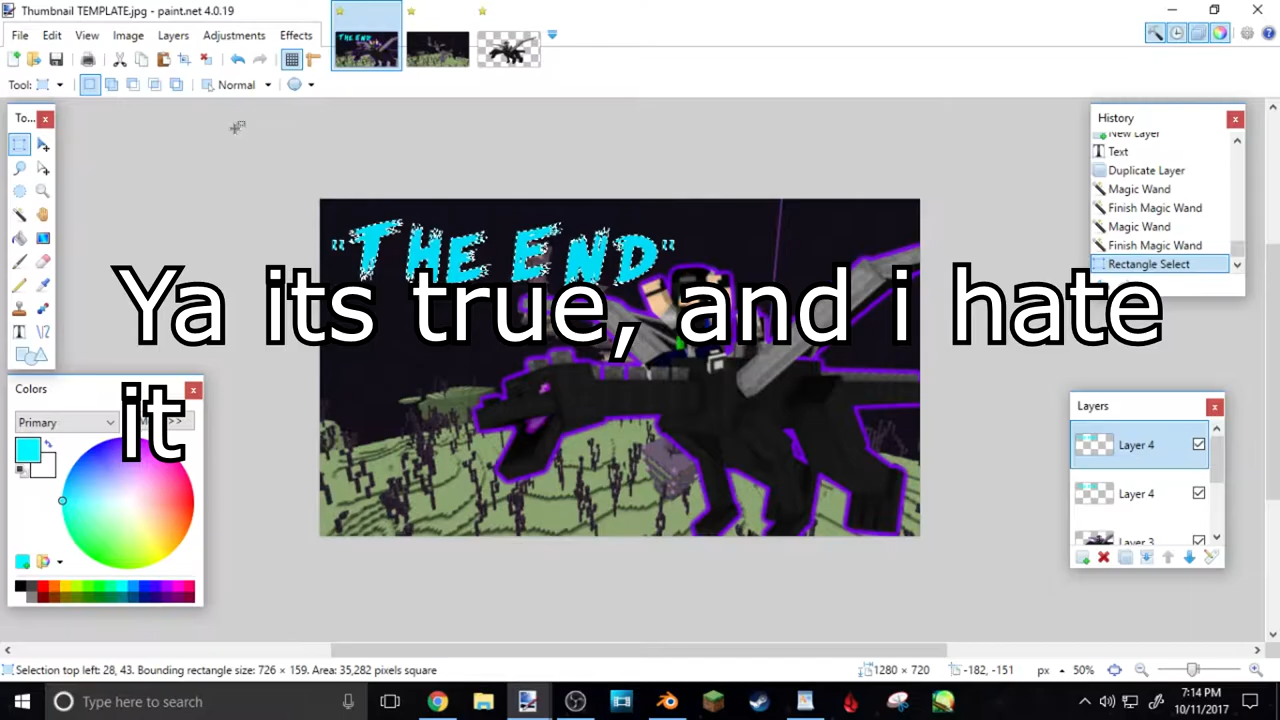 Thumbnail TEMPLATE.jpg - paint.net 4.0.19
File Edit View Image Layers Adjustments Effects
Tool: Normal
To...
History
New Layer
Text
Duplicate Layer
Magic Wand
Finish Magic Wand
Magic Wand
Finish Magic Wand
Rectangle Select
"THE END"
Ya its true, and i hate
it
Colors
Primary
>>
Layers
Layer 4
Layer 4
Layer 3
Selection top left: 28, 43. Bounding rectangle size: 726 × 159. Area: 35,282 pixels square
1280 × 720
-182, -151
px
50%
Type here to search
7:14 PM
10/11/2017